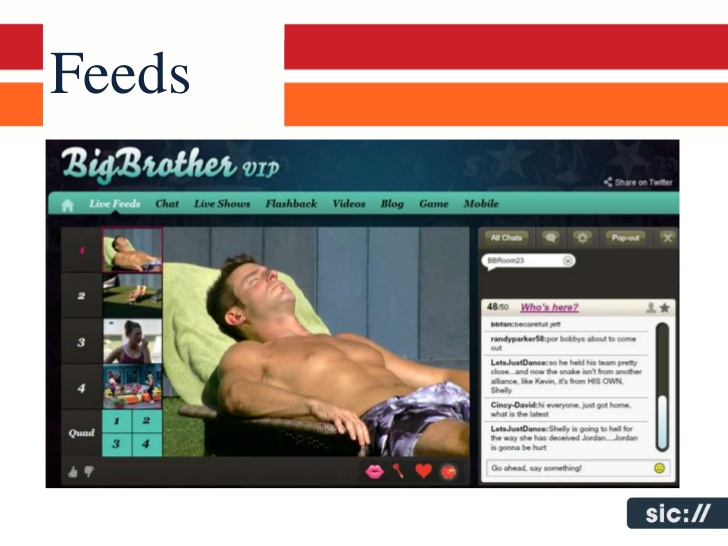 Feeds
BigBrother VIP
Share on Twitter
Live Feeds Chat Live Shows Flashback Videos Blog Game Mobile
1
2
3
4
Quad
1 2
3 4
All Chats Pop-out
BBRoom23
48/50 Who's here?
bbfan:becarefull jeff
randyparker58:por bobbys about to come
out
LetsJustDance:so he held his team pretty
close...and now the snake isn't from another
alliance, like Kevin, it's from HIS OWN,
Shelly
Cincy-David:hi everyone, just got home,
what is the latest
LetsJustDance:Shelly is going to hell for
the way she has deceived Jordan....Jordan
is gonna be hurt
Go ahead, say something!
sic://